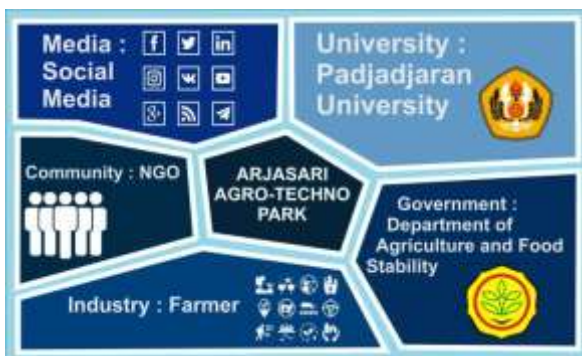 Media :
Social
Media
University :
Padjadjaran
University
Community : NGO
ARJASARI
AGRO-TECHNO
PARK
Government :
Department of
Agriculture and Food
Stability
Industry : Farmer